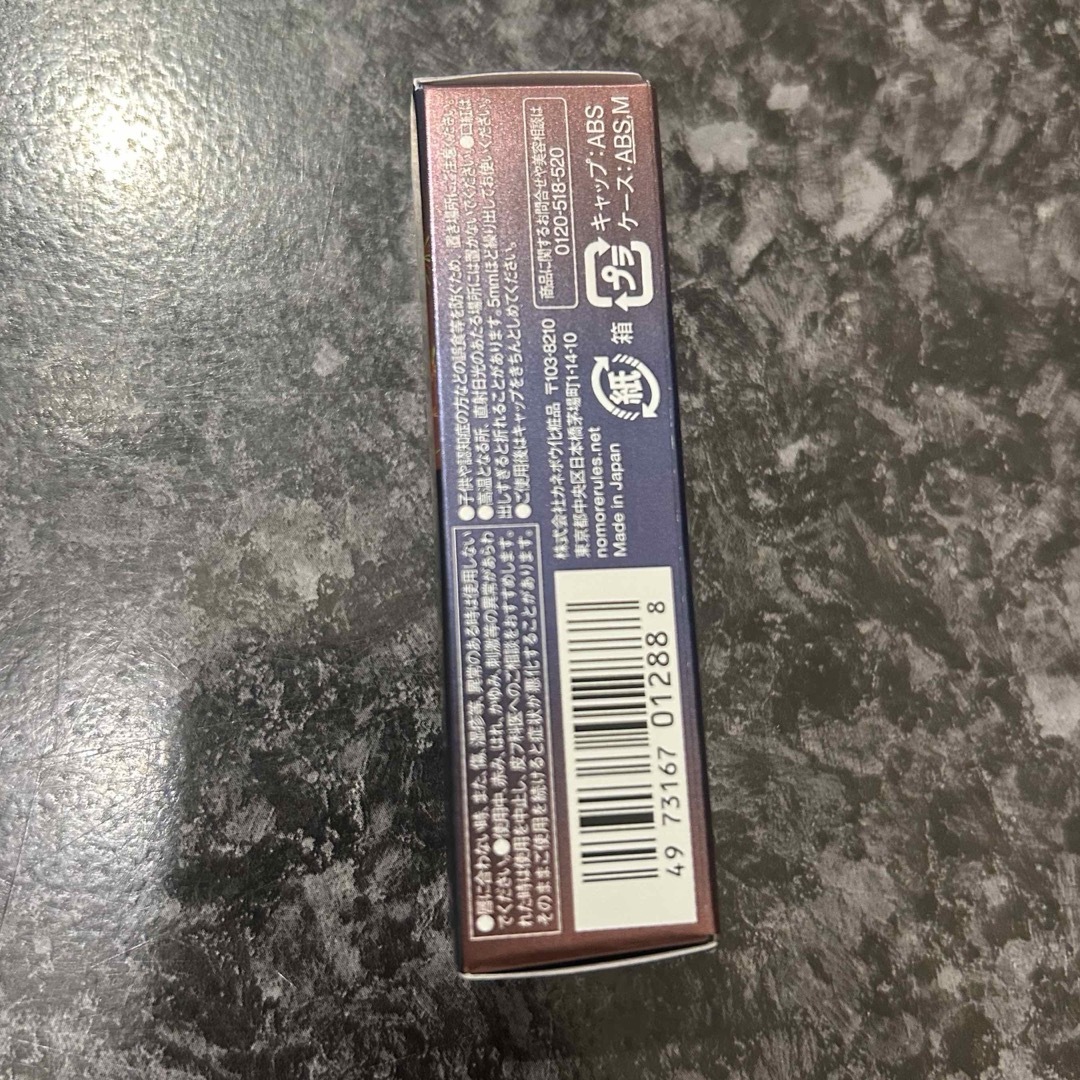 ●唇に合わない時、また、傷、湿疹等、異常のある時は使用しない
でください。●使用中、赤み、はれ、かゆみ、刺激等の異常があらわ
れた時は使用を中止し、皮フ科医へのご相談をおすすめします。
そのままご使用を続けると症状が悪化することがあります。
●子供や認知症の方などの誤食等を防ぐため、置き場所にご注意ください。
●高温となる所、直射日光のあたる場所には置かないでください。●口紅は
出しすぎると折れることがあります。5mmほど繰り出してお使いください。
●ご使用後はキャップをきちんとしめてください。
商品に関するお問合せや美容相談は
0120-518-520
株式会社カネボウ化粧品 〒103-8210
東京都中央区日本橋茅場町1-14-10
nomorerules.net
Made in Japan
紙 箱
プラ キャップ:ABS
ケース:ABS,M
49 73167 01288 8